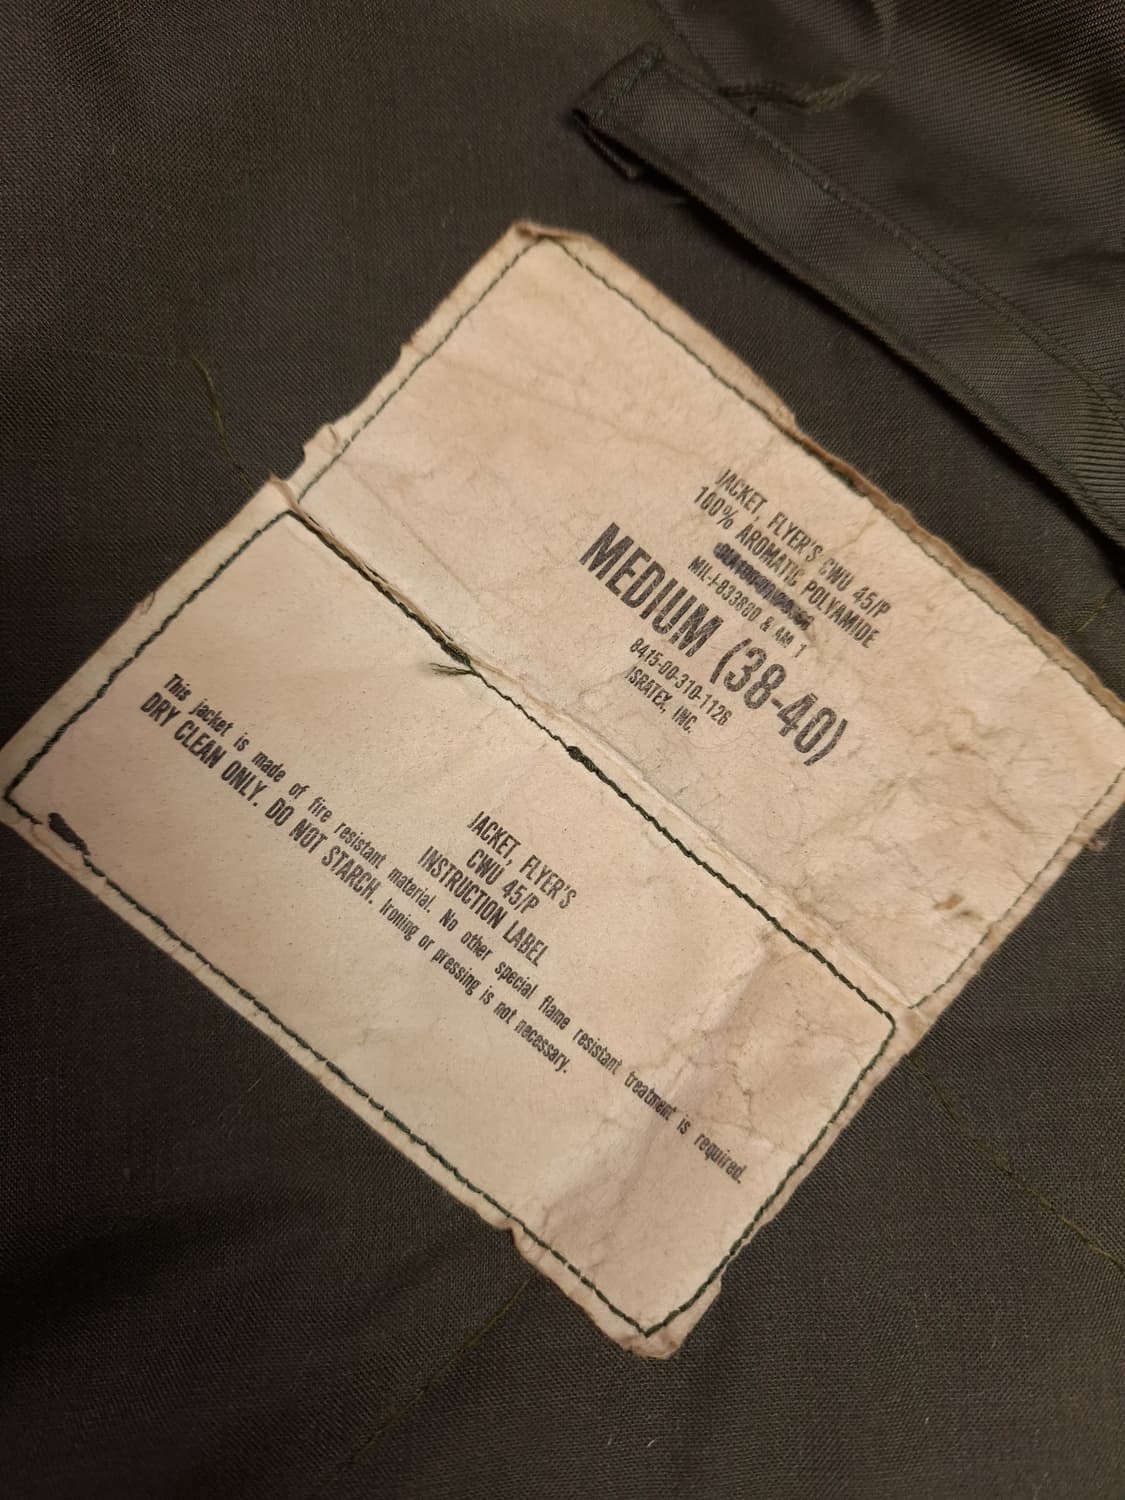 JACKET, FLYER'S CWU 45/P
100% AROMATIC POLYAMIDE
MIL-J-83388D & AM 1
MEDIUM (38-40)
8415-00-310-1126
ISRATEX, INC.
JACKET, FLYER'S
CWU 45/P
INSTRUCTION LABEL
This jacket is made of fire resistant material. No other special flame resistant treatment is required.
DRY CLEAN ONLY. DO NOT STARCH. Ironing or pressing is not necessary.